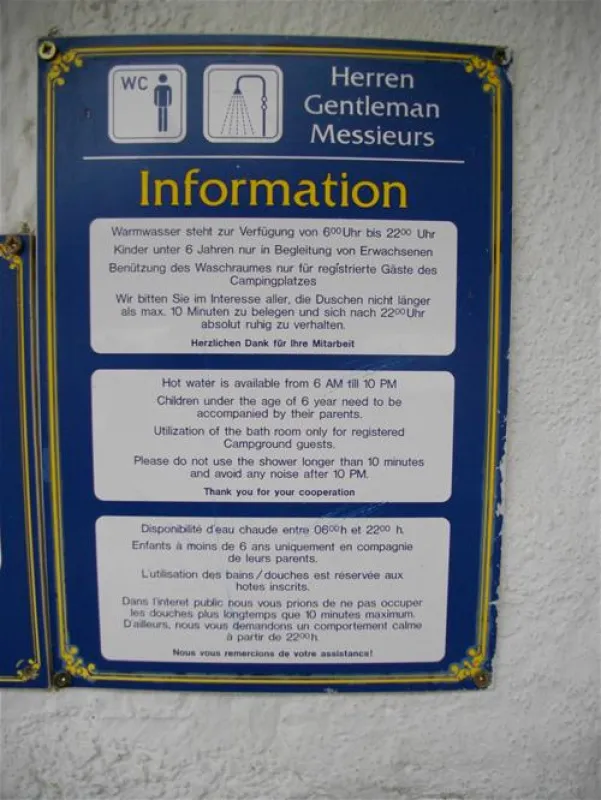 WC
Herren
Gentleman
Messieurs
Information
Warmwasser steht zur Verfügung von 6⁰⁰Uhr bis 22⁰⁰ Uhr
Kinder unter 6 Jahren nur in Begleitung von Erwachsenen
Benützung des Waschraumes nur für registrierte Gäste des
Campingplatzes
Wir bitten Sie im Interesse aller, die Duschen nicht länger
als max. 10 Minuten zu belegen und sich nach 22⁰⁰Uhr
absolut ruhig zu verhalten.
Herzlichen Dank für Ihre Mitarbeit
Hot water is available from 6 AM till 10 PM
Children under the age of 6 year need to be
accompanied by their parents.
Utilization of the bath room only for registered
Campground guests.
Please do not use the shower longer than 10 minutes
and avoid any noise after 10 PM.
Thank you for your cooperation
Disponibilité d'eau chaude entre 06⁰⁰h et 22⁰⁰ h.
Enfants à moins de 6 ans uniquement en compagnie
de leurs parents.
L'utilisation des bains/douches est réservée aux
hotes inscrits.
Dans l'interet public nous vous prions de ne pas occuper
les douches plus longtemps que 10 minutes maximum.
D'ailleurs, nous vous demandons un comportement calme
à partir de 22⁰⁰h.
Nous vous remercions de votre assistance!